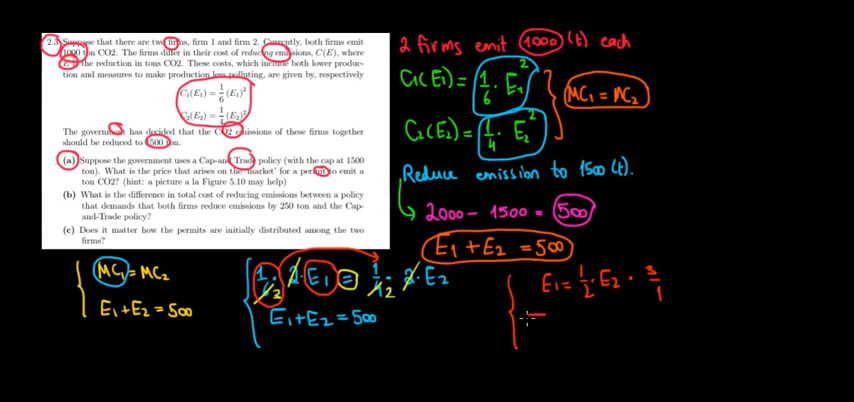 2.3 Suppose that there are two firms, firm 1 and firm 2. Currently, both firms emit
1000 ton CO2. The firms differ in their cost of reducing emissions, C(E), where
E is the reduction in tons CO2. These costs, which include both lower produc-
tion and measures to make production less polluting, are given by, respectively
C₁(E₁) = 1/6 (E₁)²
C₂(E₂) = 1/4 (E₂)²
The government has decided that the CO2 emissions of these firms together
should be reduced to 1500 ton.
(a) Suppose the government uses a Cap-and Trade policy (with the cap at 1500
ton). What is the price that arises on the 'market' for a permit to emit a
ton CO2? (hint: a picture a la Figure 5.10 may help)
(b) What is the difference in total cost of reducing emissions between a policy
that demands that both firms reduce emissions by 250 ton and the Cap-
and-Trade policy?
(c) Does it matter how the permits are initially distributed among the two
firms?
2 firms emit 1000 (t) each
C₁(E₁) = 1/6 · E₁²
MC₁ = MC₂
C₂(E₂) = 1/4 · E₂²
Reduce emission to 1500 (t).
2000 - 1500 = 500
E₁ + E₂ = 500
MC₁ = MC₂
E₁ + E₂ = 500
1/6 3 · 2 · E₁ = 1/4 2 · 2 · E₂
E₁ + E₂ = 500
E₁ = 1/2 · E₂ · 3/1